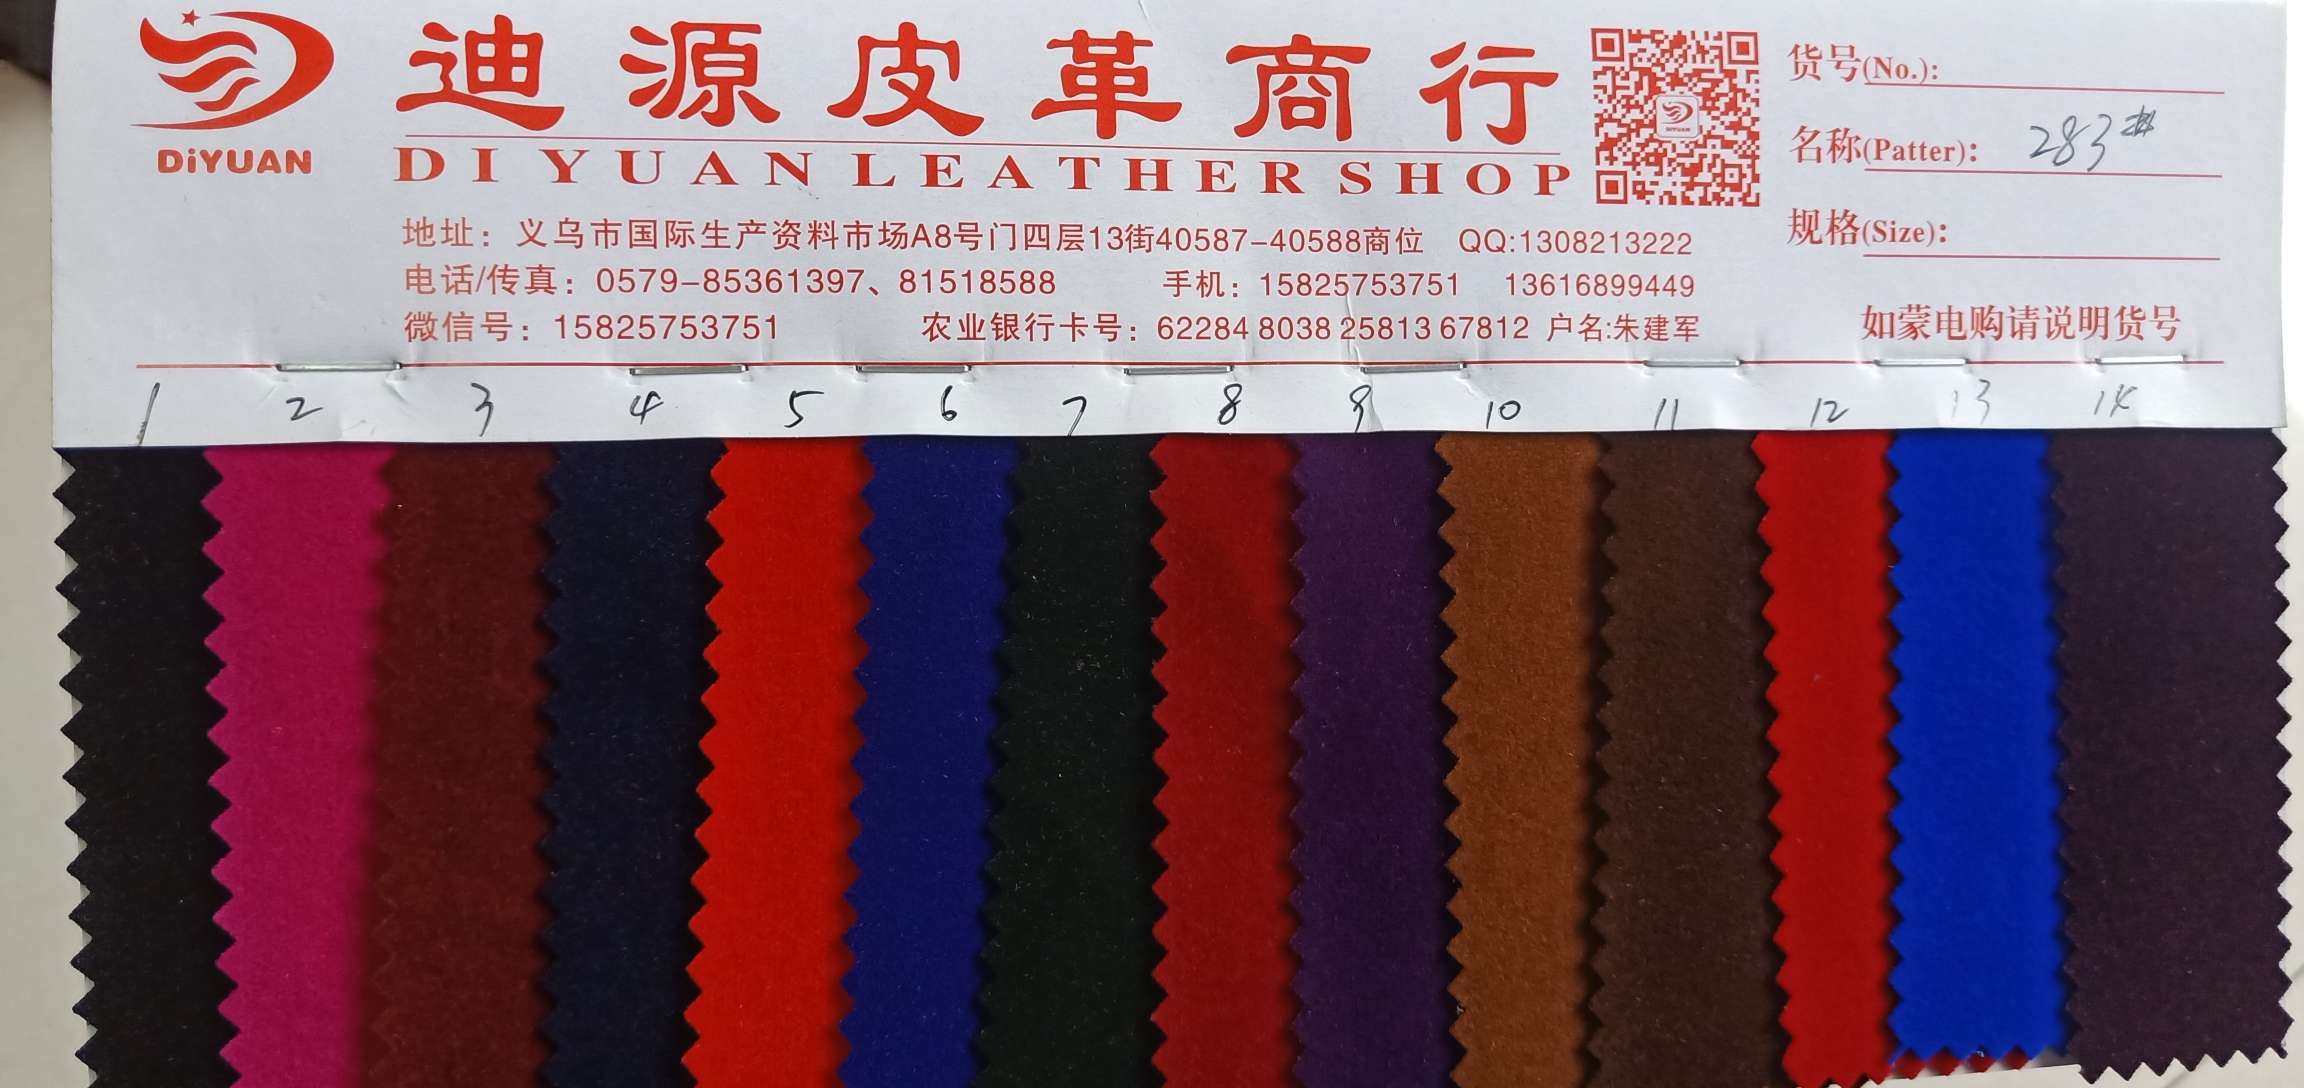 迪源皮革商行
DiYUAN
DI YUAN LEATHER SHOP
DIYUAN
货号(No.):
名称(Patter): 283#
规格(Size):
地址：义乌市国际生产资料市场A8号门四层13街40587-40588商位 QQ:1308213222
电话/传真：0579-85361397、81518588 手机：15825753751 13616899449
微信号：15825753751 农业银行卡号：62284 8038 25813 67812 户名:朱建军
如蒙电购请说明货号
1 2 3 4 5 6 7 8 9 10 11 12 13 14